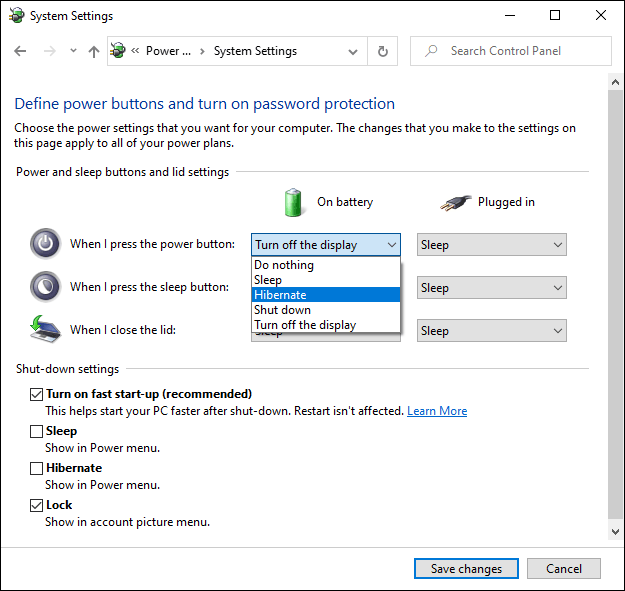 System Settings
« Power ... › System Settings
Search Control Panel
Define power buttons and turn on password protection
Choose the power settings that you want for your computer. The changes that you make to the settings on
this page apply to all of your power plans.
Power and sleep buttons and lid settings
On battery Plugged in
When I press the power button: Turn off the display Sleep
Do nothing
Sleep
When I press the sleep button: Sleep
Hibernate
Shut down
Turn off the display
When I close the lid: Sleep Sleep
Shut-down settings
Turn on fast start-up (recommended)
This helps start your PC faster after shut-down. Restart isn't affected. Learn More
Sleep
Show in Power menu.
Hibernate
Show in Power menu.
Lock
Show in account picture menu.
Save changes Cancel